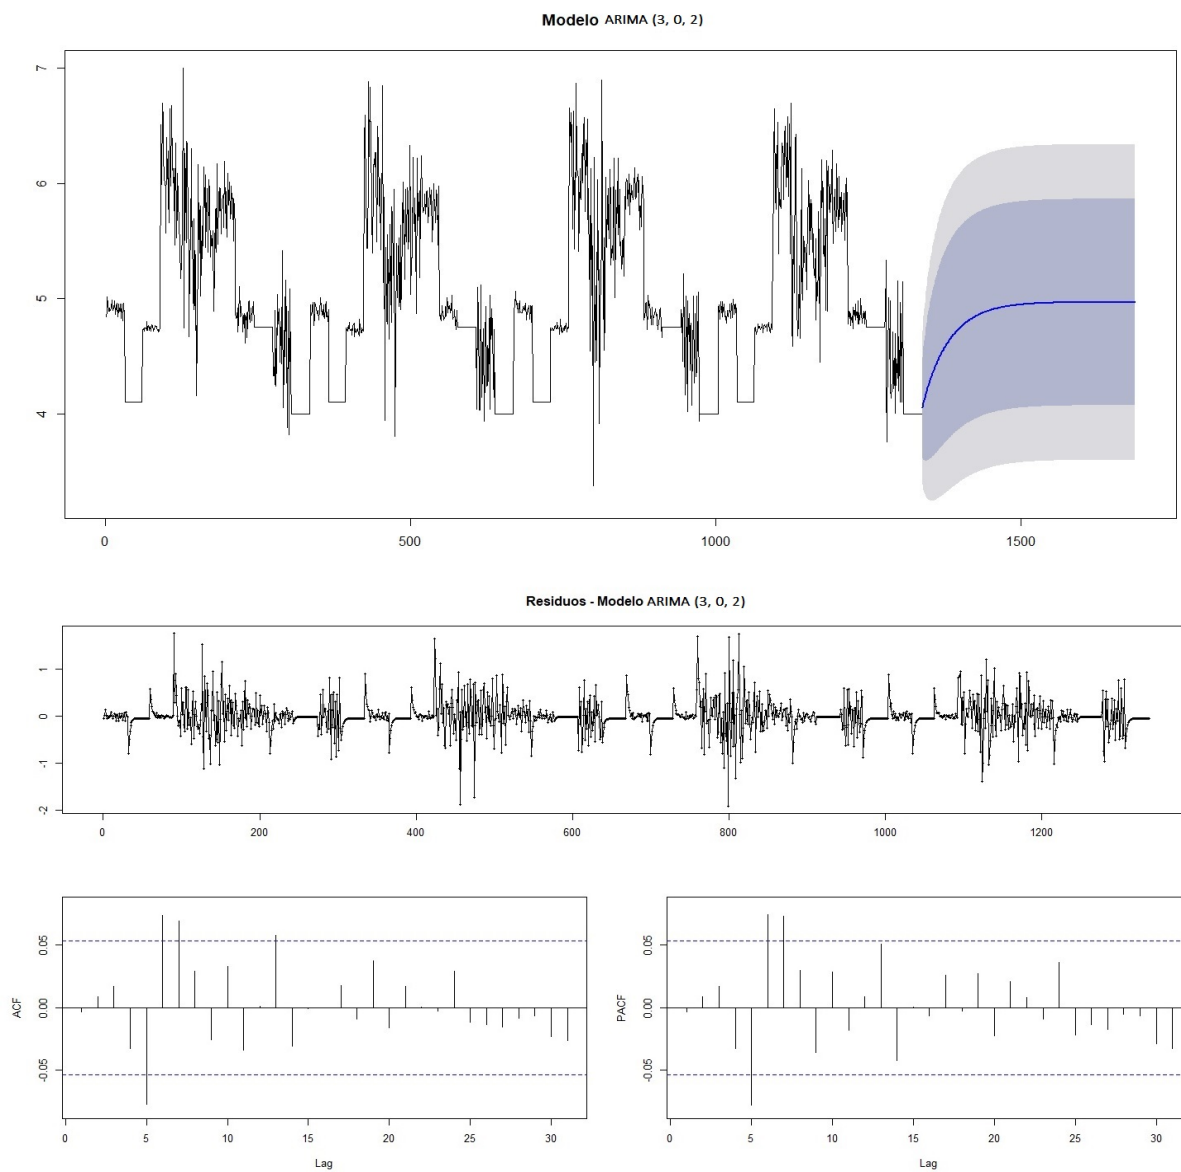 Modelo ARIMA (3, 0, 2)
7
6
5
4
0 500 1000 1500
Residuos - Modelo ARIMA (3, 0, 2)
1
0
-1
-2
0 200 400 600 800 1000 1200
ACF
0.05
0.00
-0.05
0 5 10 15 20 25 30
Lag
PACF
0.05
0.00
-0.05
0 5 10 15 20 25 30
Lag